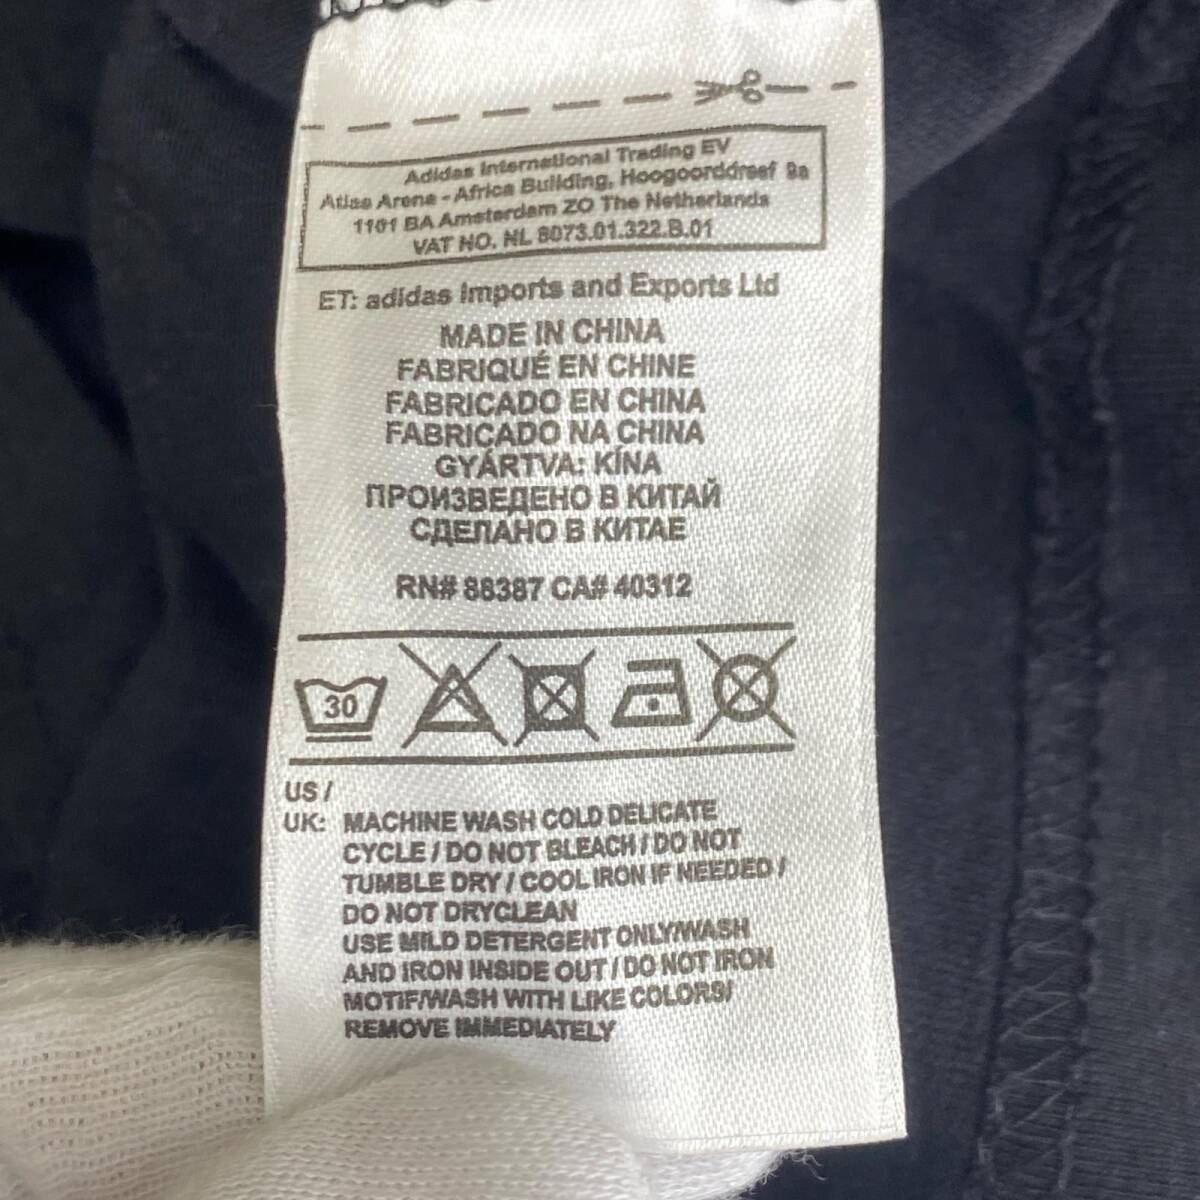 Adidas International Trading BV
Atlas Arena - Africa Building, Hoogoorddreef 9a
1101 BA Amsterdam ZO The Netherlands
VAT NO. NL 8073.01.322.B.01
ET: adidas Imports and Exports Ltd
MADE IN CHINA
FABRIQUÉ EN CHINE
FABRICADO EN CHINA
FABRICADO NA CHINA
GYÁRTVA: KÍNA
ПРОИЗВЕДЕНО В КИТАЙ
СДЕЛАНО В КИТАЕ
RN# 88387 CA# 40312
30
US /
UK: MACHINE WASH COLD DELICATE
CYCLE / DO NOT BLEACH / DO NOT
TUMBLE DRY / COOL IRON IF NEEDED /
DO NOT DRYCLEAN
USE MILD DETERGENT ONLY/WASH
AND IRON INSIDE OUT / DO NOT IRON
MOTIF/WASH WITH LIKE COLORS/
REMOVE IMMEDIATELY